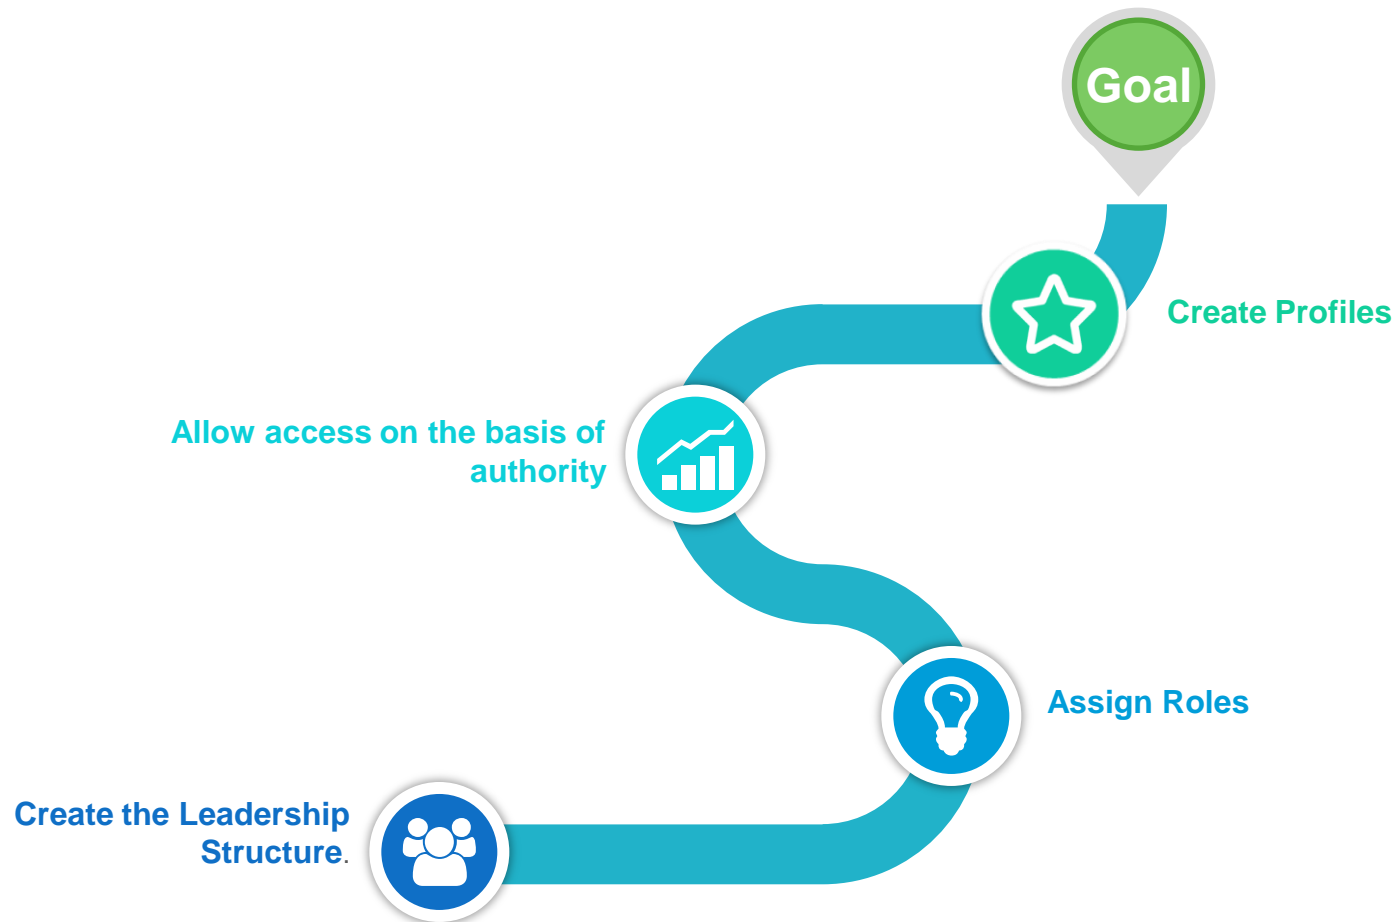 Goal
Create Profiles
Allow access on the basis of
authority
Assign Roles
Create the Leadership
Structure.